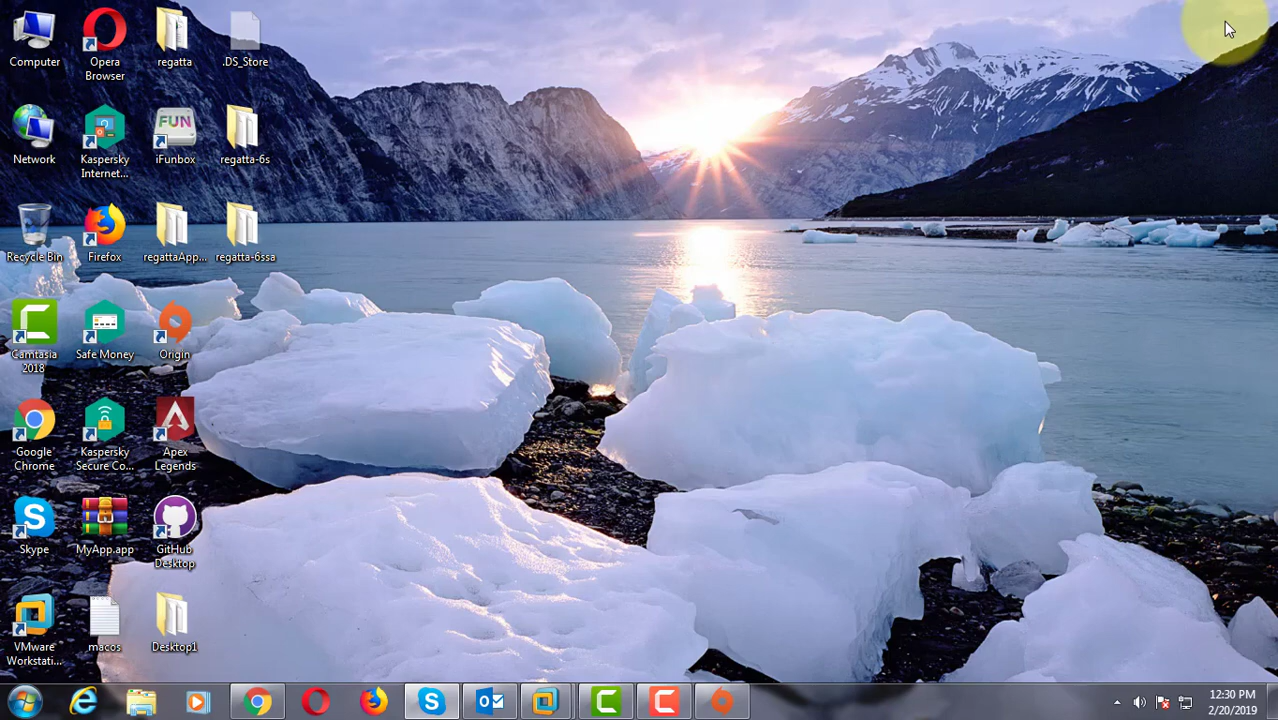 Computer
Opera
Browser
regatta
.DS_Store
Network
Kaspersky
Internet...
FUN
iFunbox
regatta-6s
Recycle Bin
Firefox
regattaApp...
regatta-6ssa
Camtasia
2018
Safe Money
Origin
Google
Chrome
Kaspersky
Secure Co...
Apex
Legends
Skype
MyApp.app
GitHub
Desktop
VMware
Workstati...
macos
Desktop1
12:30 PM
2/20/2019